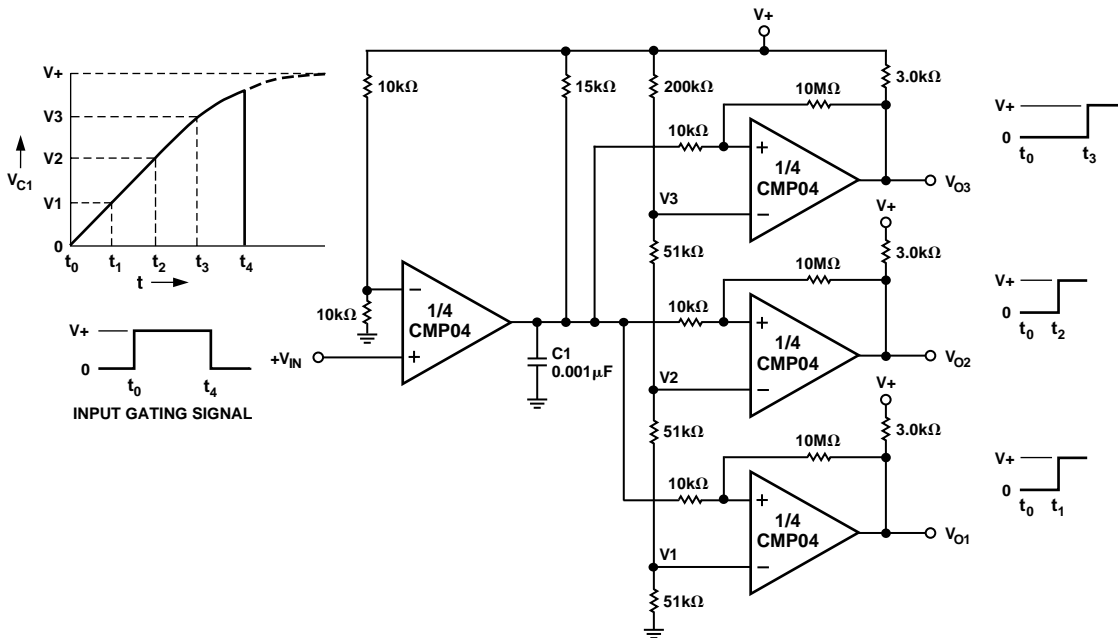 V+
V3
V2
V1
0
VC1
t0
t1
t2
t3
t4
t
V+
0
t0
t4
INPUT GATING SIGNAL
V+
10kΩ
15kΩ
200kΩ
3.0kΩ
10MΩ
10kΩ
+
1/4
CMP04
−
VO3
V3
V+
0
t0
t3
51kΩ
V+
3.0kΩ
10MΩ
10kΩ
+
1/4
CMP04
−
VO2
V2
V+
0
t0
t2
10kΩ
−
1/4
CMP04
+
+VIN
C1
0.001μF
51kΩ
V+
3.0kΩ
10MΩ
10kΩ
+
1/4
CMP04
−
VO1
V1
V+
0
t0
t1
51kΩ